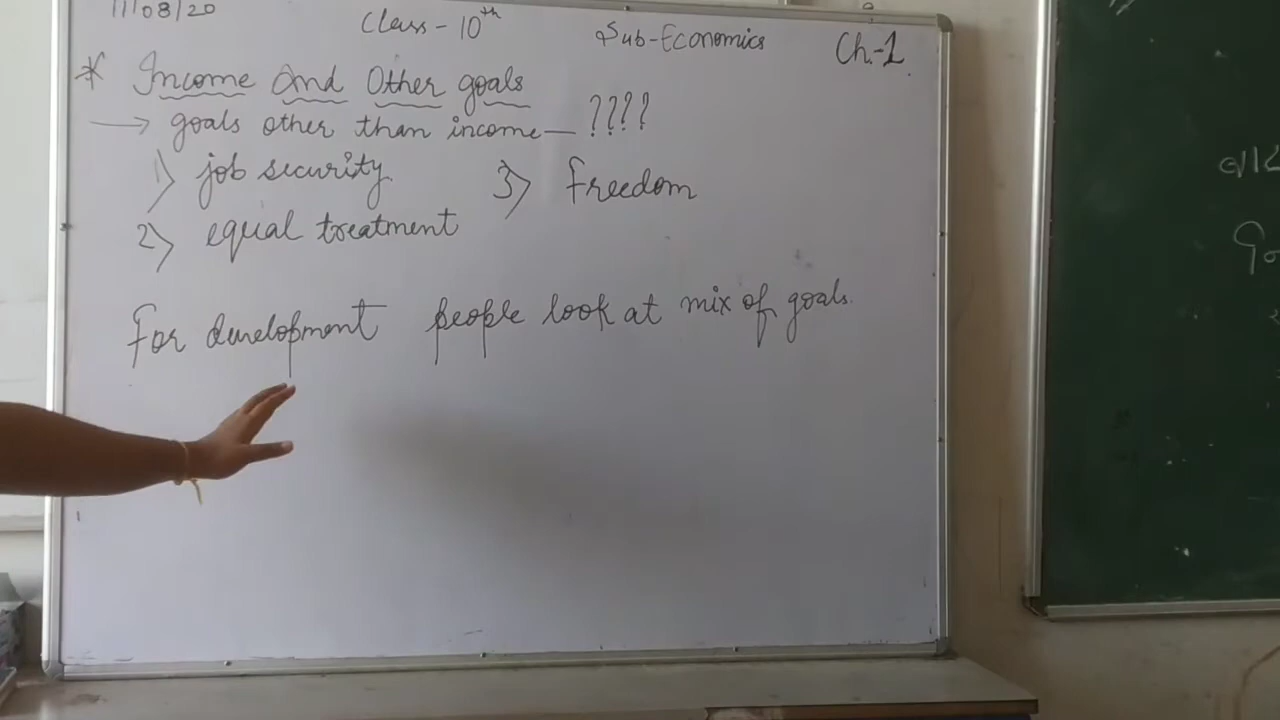 11/08/20 Class - 10th Sub-Economics Ch.-1
* Income and Other goals
→ goals other than income — ????
1) job security. 3) freedom
2) equal treatment
For development people look at mix of goals.